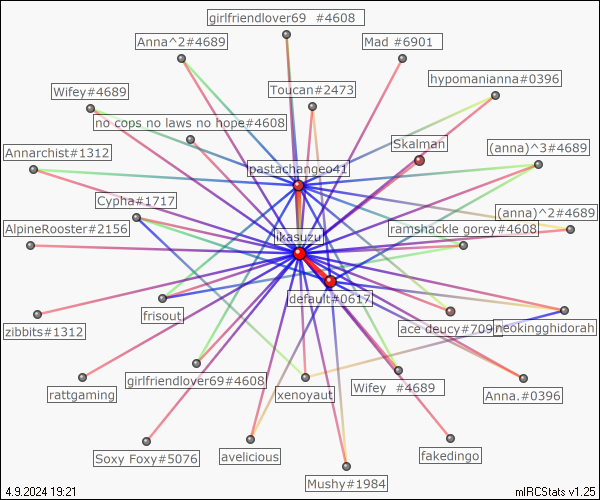 girlfriendlover69 #4608
Anna^2#4689
Mad #6901
hypomanianna#0396
Wifey#4689
Toucan#2473
no cops no laws no hope#4608
Skalman
(anna)^3#4689
Annarchist#1312
pastachangeo41
Cypha#1717
(anna)^2#4689
AlpineRooster#2156
ikasuzu
ramshackle gorey#4608
default#0617
frisout
zibbits#1312
ace deucy#709
neokingghidorah
girlfriendlover69#4608
rattgaming
xenoyaut
Wifey #4689
Anna.#0396
Soxy Foxy#5076
avelicious
fakedingo
Mushy#1984
4.9.2024 19:21
mIRCStats v1.25